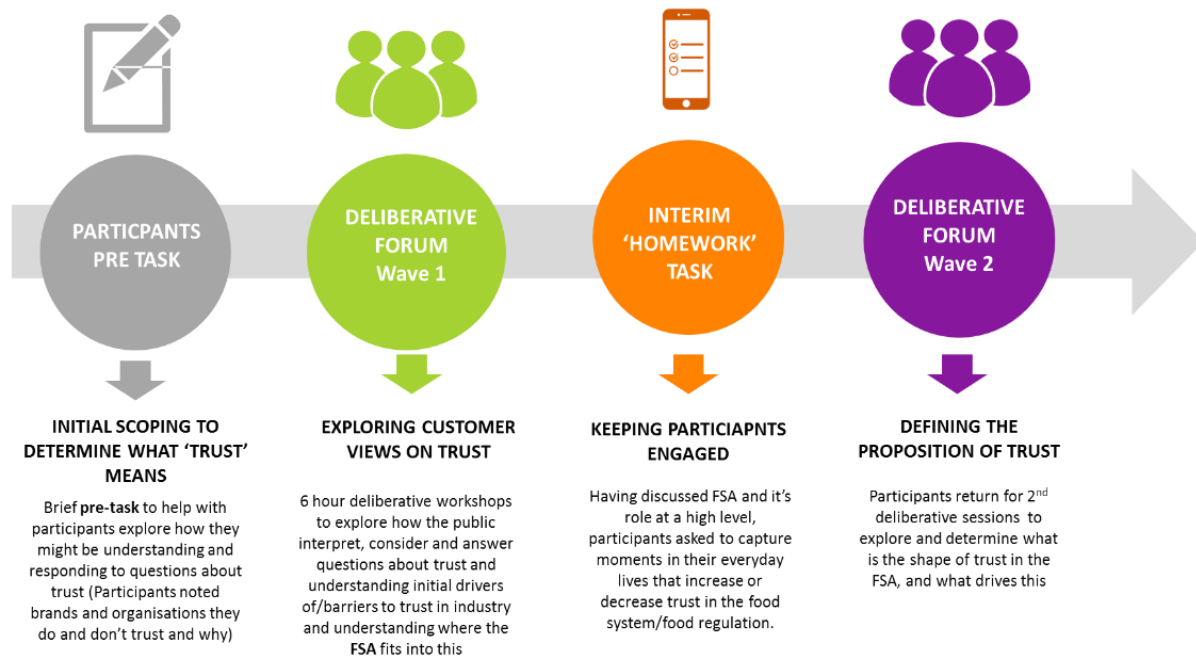 PARTICPANTS
PRE TASK
DELIBERATIVE
FORUM
Wave 1
INTERIM
‘HOMEWORK’
TASK
DELIBERATIVE
FORUM
Wave 2
INITIAL SCOPING TO
DETERMINE WHAT ‘TRUST’
MEANS
Brief pre-task to help with
participants explore how they
might be understanding and
responding to questions about
trust (Participants noted
brands and organisations they
do and don’t trust and why)
EXPLORING CUSTOMER
VIEWS ON TRUST
6 hour deliberative workshops
to explore how the public
interpret, consider and answer
questions about trust and
understanding initial drivers
of/barriers to trust in industry
and understanding where the
FSA fits into this
KEEPING PARTICIAPNTS
ENGAGED
Having discussed FSA and it’s
role at a high level,
participants asked to capture
moments in their everyday
lives that increase or
decrease trust in the food
system/food regulation.
DEFINING THE
PROPOSITION OF TRUST
Participants return for 2nd
deliberative sessions to
explore and determine what
is the shape of trust in the
FSA, and what drives this